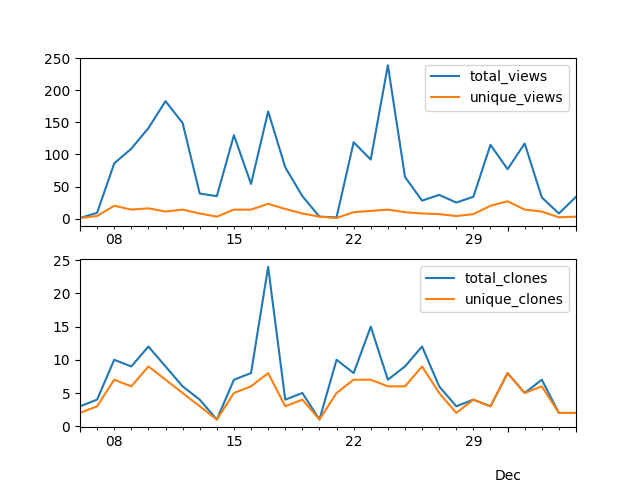 250
200
150
100
50
0
total_views
unique_views
08 15 22 29
25
20
15
10
5
0
total_clones
unique_clones
08 15 22 29
Dec